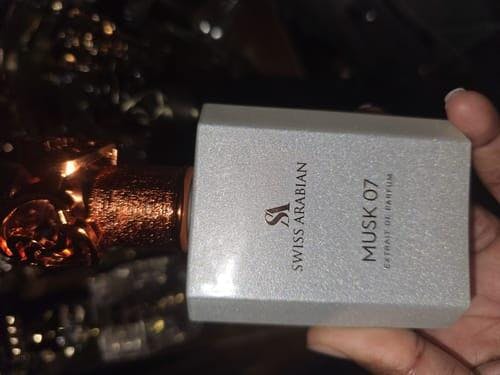 SA
SWISS ARABIAN
MUSK 07
EXTRAIT DE PARFUM